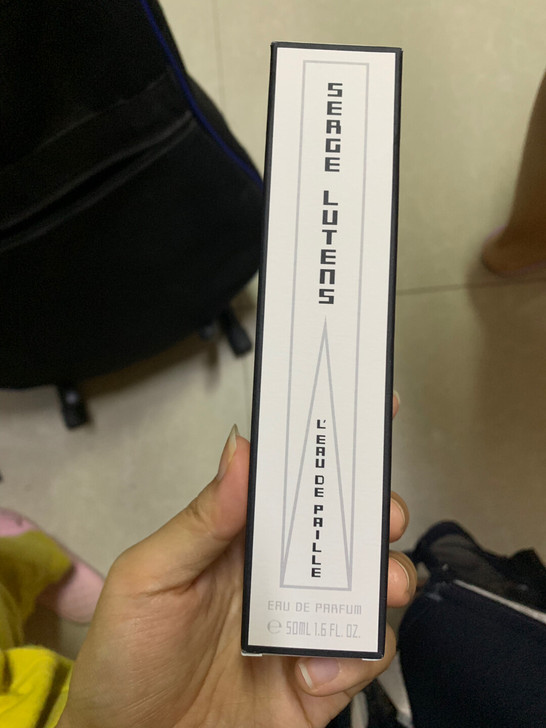 SERGE LUTENS
L'EAU DE PAILLE
EAU DE PARFUM
℮ 50ML 1.6 FL. OZ.